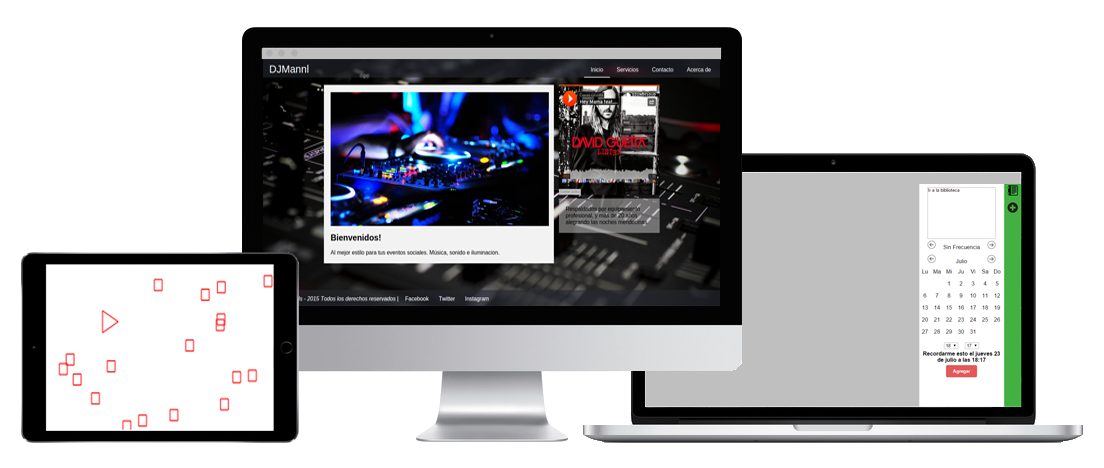 DJMannl
Inicio Servicios Contacto Acerca de
Hey Mama feat.
DAVID GUETTA
LISTEN
Bienvenidos!
Al mejor estilo para tus eventos sociales. Música, sonido e iluminacion.
Respaldados por equipamiento
profesional, y más de 20 años
alegrando las noches mendocinas
- 2015 Todos los derechos reservados | Facebook Twitter Instagram
Ir a la biblioteca
Sin Frecuencia
Julio
Lu Ma Mi Ju Vi Sa Do
1 2 3 4 5
6 7 8 9 10 11 12
13 14 15 16 17 18 19
20 21 22 23 24 25 26
27 28 29 30 31
18 17
Recordarme esto el jueves 23
de julio a las 18:17
Agregar